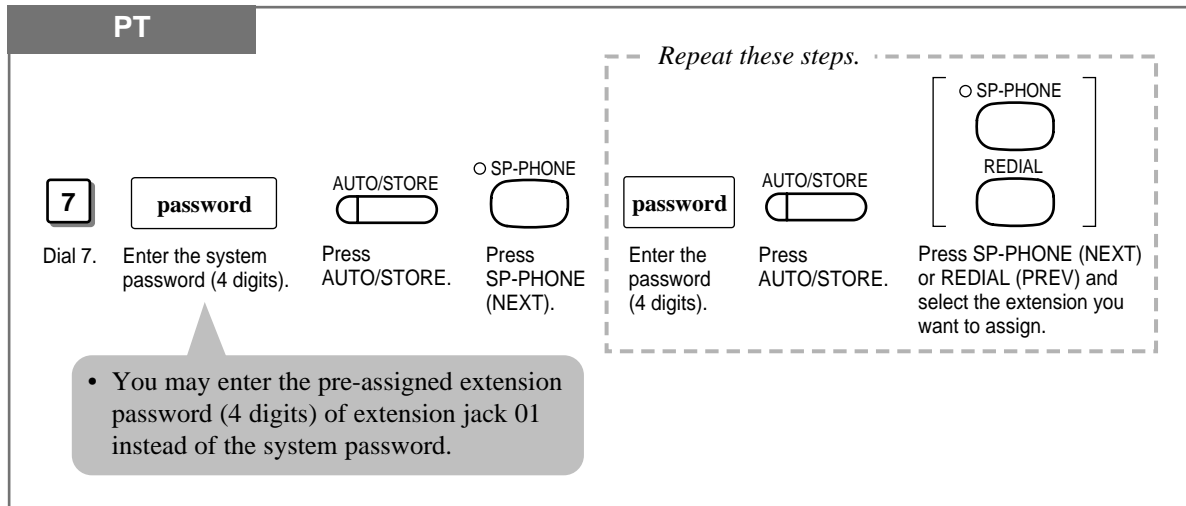 PT
Repeat these steps.
SP-PHONE
REDIAL
SP-PHONE
AUTO/STORE
AUTO/STORE
7
password
password
Dial 7.
Enter the system
password (4 digits).
Press
AUTO/STORE.
Press
SP-PHONE
(NEXT).
Enter the
password
(4 digits).
Press
AUTO/STORE.
Press SP-PHONE (NEXT)
or REDIAL (PREV) and
select the extension you
want to assign.
• You may enter the pre-assigned extension
password (4 digits) of extension jack 01
instead of the system password.